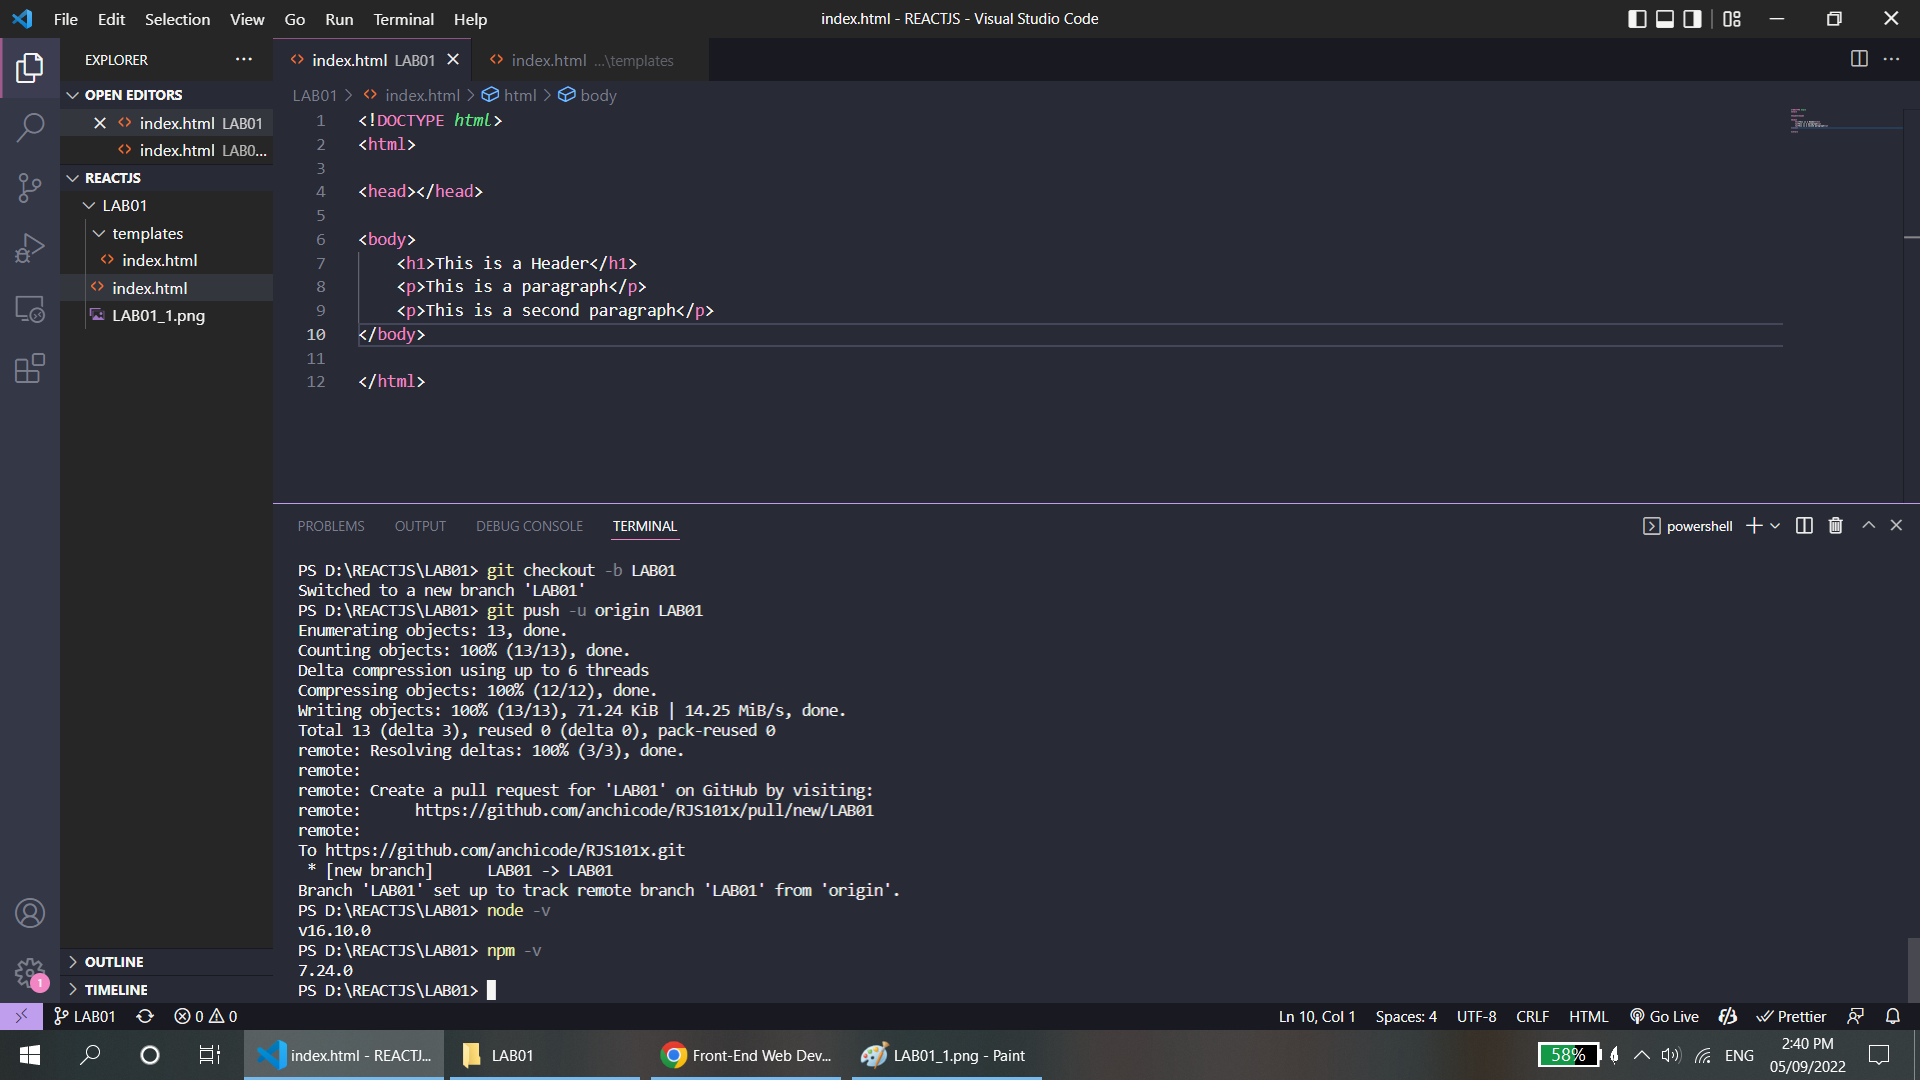 File Edit Selection View Go Run Terminal Help
index.html - REACTJS - Visual Studio Code
EXPLORER
OPEN EDITORS
index.html LAB01
index.html LAB0...
REACTJS
LAB01
templates
index.html
index.html
LAB01_1.png
OUTLINE
TIMELINE
index.html LAB01
index.html ...\templates
LAB01 > index.html > html > body
1 <!DOCTYPE html>
2 <html>
3
4 <head></head>
5
6 <body>
7 <h1>This is a Header</h1>
8 <p>This is a paragraph</p>
9 <p>This is a second paragraph</p>
10 </body>
11
12 </html>
PROBLEMS OUTPUT DEBUG CONSOLE TERMINAL
powershell
PS D:\REACTJS\LAB01> git checkout -b LAB01
Switched to a new branch 'LAB01'
PS D:\REACTJS\LAB01> git push -u origin LAB01
Enumerating objects: 13, done.
Counting objects: 100% (13/13), done.
Delta compression using up to 6 threads
Compressing objects: 100% (12/12), done.
Writing objects: 100% (13/13), 71.24 KiB | 14.25 MiB/s, done.
Total 13 (delta 3), reused 0 (delta 0), pack-reused 0
remote: Resolving deltas: 100% (3/3), done.
remote:
remote: Create a pull request for 'LAB01' on GitHub by visiting:
remote:      https://github.com/anchicode/RJS101x/pull/new/LAB01
remote:
To https://github.com/anchicode/RJS101x.git
 * [new branch]      LAB01 -> LAB01
Branch 'LAB01' set up to track remote branch 'LAB01' from 'origin'.
PS D:\REACTJS\LAB01> node -v
v16.10.0
PS D:\REACTJS\LAB01> npm -v
7.24.0
PS D:\REACTJS\LAB01>
1
LAB01 0 0
Ln 10, Col 1 Spaces: 4 UTF-8 CRLF HTML Go Live Prettier
index.html - REACTJ...
LAB01
Front-End Web Dev...
LAB01_1.png - Paint
58%
ENG
2:40 PM
05/09/2022